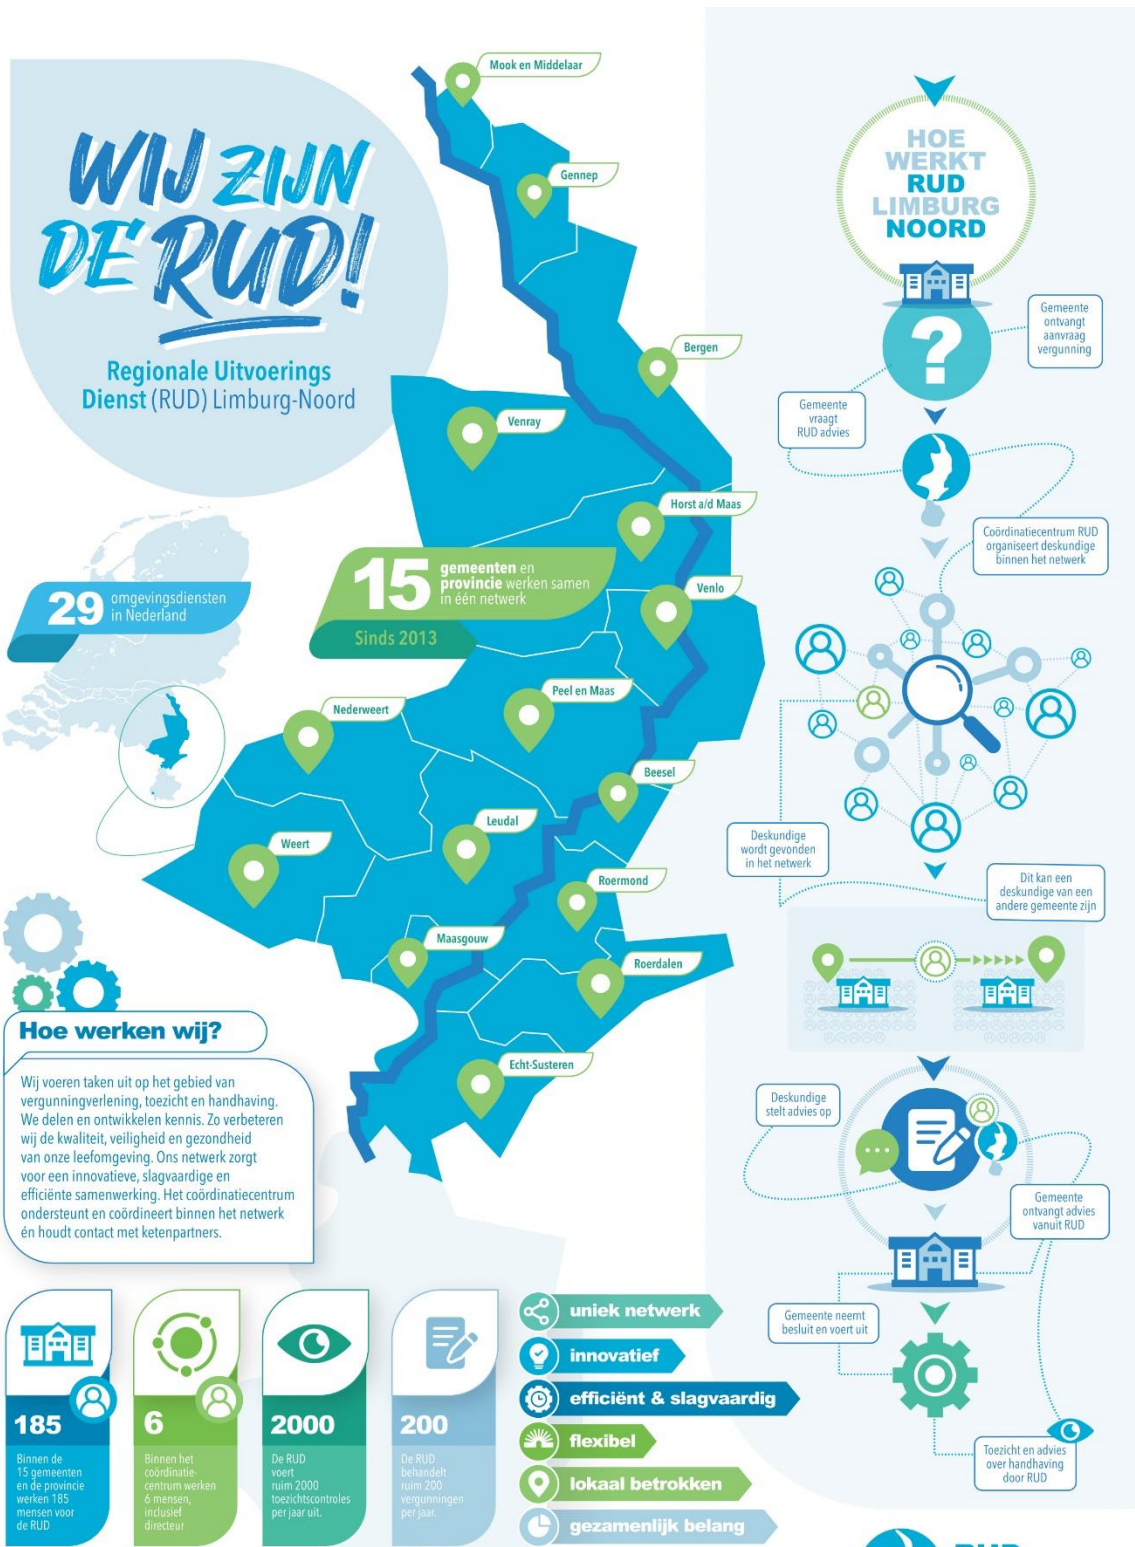 WIJ ZIJN
DE RUD!
Regionale Uitvoerings
Dienst (RUD) Limburg-Noord
29
omgevingsdiensten
in Nederland
15
gemeenten en
provincie werken samen
in één netwerk
Sinds 2013
Mook en Middelaar
Gennep
Bergen
Venray
Horst a/d Maas
Venlo
Peel en Maas
Nederweert
Beesel
Leudal
Weert
Roermond
Maasgouw
Roerdalen
Echt-Susteren
Hoe werken wij?
Wij voeren taken uit op het gebied van
vergunningverlening, toezicht en handhaving.
We delen en ontwikkelen kennis. Zo verbeteren
wij de kwaliteit, veiligheid en gezondheid
van onze leefomgeving. Ons netwerk zorgt
voor een innovatieve, slagvaardige en
efficiënte samenwerking. Het coördinatiecentrum
ondersteunt en coördineert binnen het netwerk
én houdt contact met ketenpartners.
185
Binnen de
15 gemeenten
en de provincie
werken 185
mensen voor
de RUD
6
Binnen het
coördinatie-
centrum werken
6 mensen,
inclusief
directeur
2000
De RUD
voert
ruim 2000
toezichtscontroles
per jaar uit.
200
De RUD
behandelt
ruim 200
vergunningen
per jaar.
uniek netwerk
innovatief
efficiënt & slagvaardig
flexibel
lokaal betrokken
gezamenlijk belang
HOE
WERKT
RUD
LIMBURG
NOORD
?
Gemeente
ontvangt
aanvraag
vergunning
Gemeente
vraagt
RUD advies
Coördinatiecentrum RUD
organiseert deskundige
binnen het netwerk
Deskundige
wordt gevonden
in het netwerk
Dit kan een
deskundige van een
andere gemeente zijn
Deskundige
stelt advies op
Gemeente
ontvangt advies
vanuit RUD
Gemeente neemt
besluit en voert uit
Toezicht en advies
over handhaving
door RUD
RUD